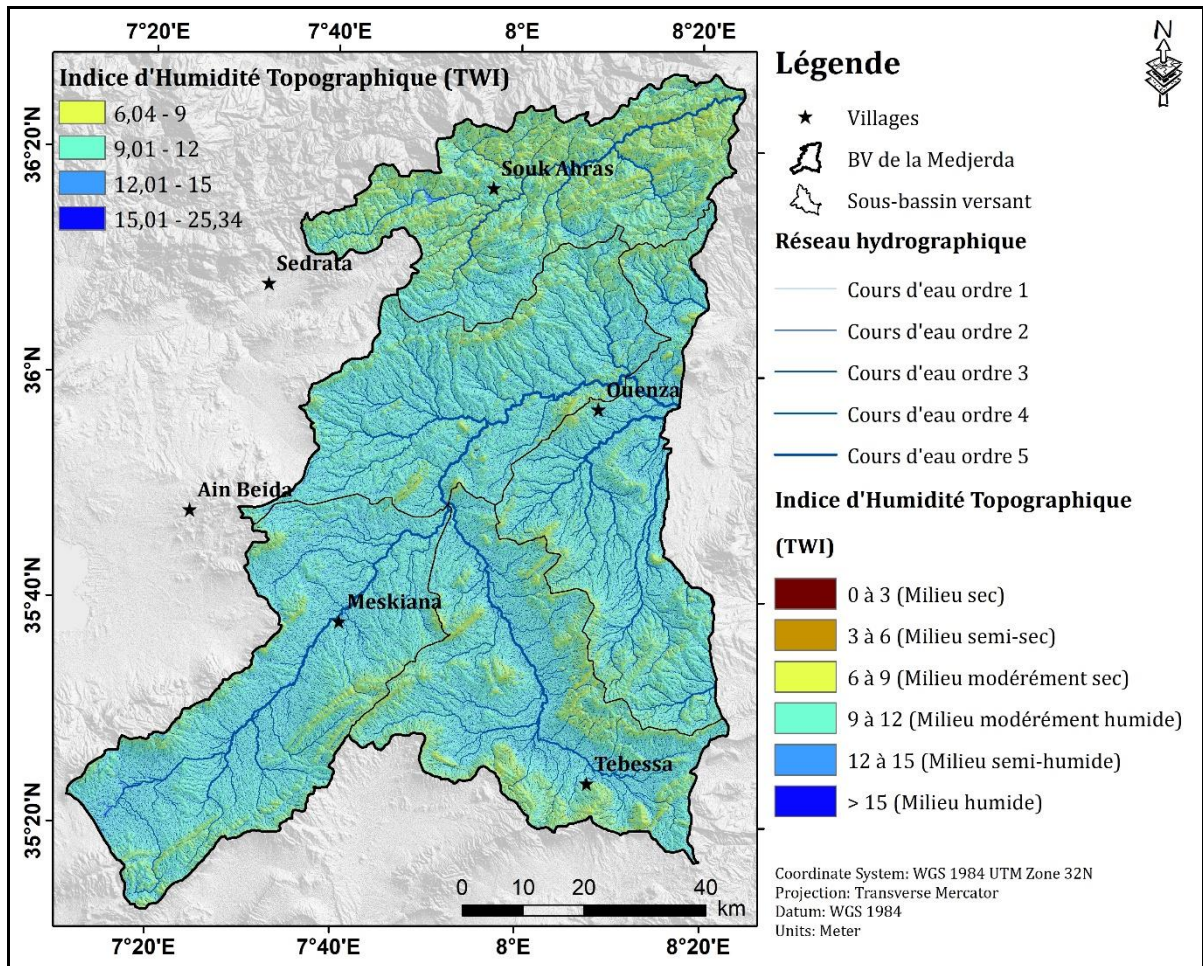 7°20'E 7°40'E 8°E 8°20'E
Indice d'Humidité Topographique (TWI)
6,04 - 9
9,01 - 12
12,01 - 15
15,01 - 25,34
36°20'N
36°N
35°40'N
35°20'N
Souk Ahras
Sedrata
Ouenza
Ain Beida
Meskiana
Tebessa
0 10 20 40
km
7°20'E 7°40'E 8°E 8°20'E
N
Légende
Villages
BV de la Medjerda
Sous-bassin versant
Réseau hydrographique
Cours d'eau ordre 1
Cours d'eau ordre 2
Cours d'eau ordre 3
Cours d'eau ordre 4
Cours d'eau ordre 5
Indice d'Humidité Topographique
(TWI)
0 à 3 (Milieu sec)
3 à 6 (Milieu semi-sec)
6 à 9 (Milieu modérément sec)
9 à 12 (Milieu modérément humide)
12 à 15 (Milieu semi-humide)
> 15 (Milieu humide)
Coordinate System: WGS 1984 UTM Zone 32N
Projection: Transverse Mercator
Datum: WGS 1984
Units: Meter